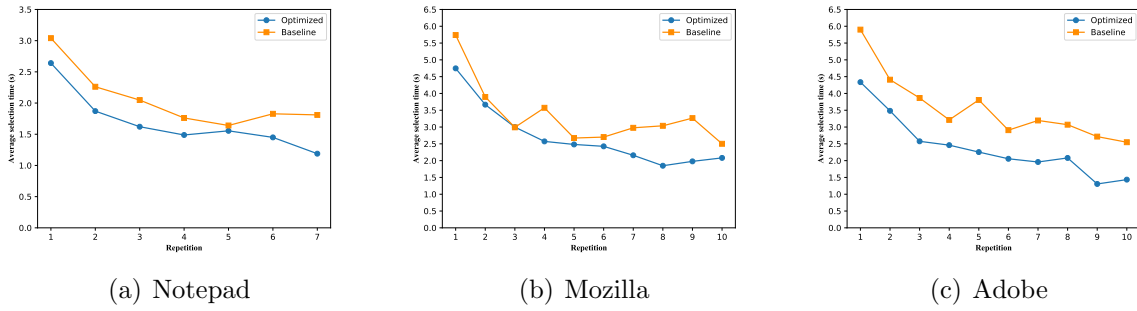 3.5
3.0
2.5
2.0
1.5
1.0
0.5
0.0
Average selection time (s)
Optimized
Baseline
1 2 3 4 5 6 7
Repetition
(a) Notepad
6.5
6.0
5.5
5.0
4.5
4.0
3.5
3.0
2.5
2.0
1.5
1.0
0.5
0.0
Average selection time (s)
Optimized
Baseline
1 2 3 4 5 6 7 8 9 10
Repetition
(b) Mozilla
6.5
6.0
5.5
5.0
4.5
4.0
3.5
3.0
2.5
2.0
1.5
1.0
0.5
0.0
Average selection time (s)
Optimized
Baseline
1 2 3 4 5 6 7 8 9 10
Repetition
(c) Adobe